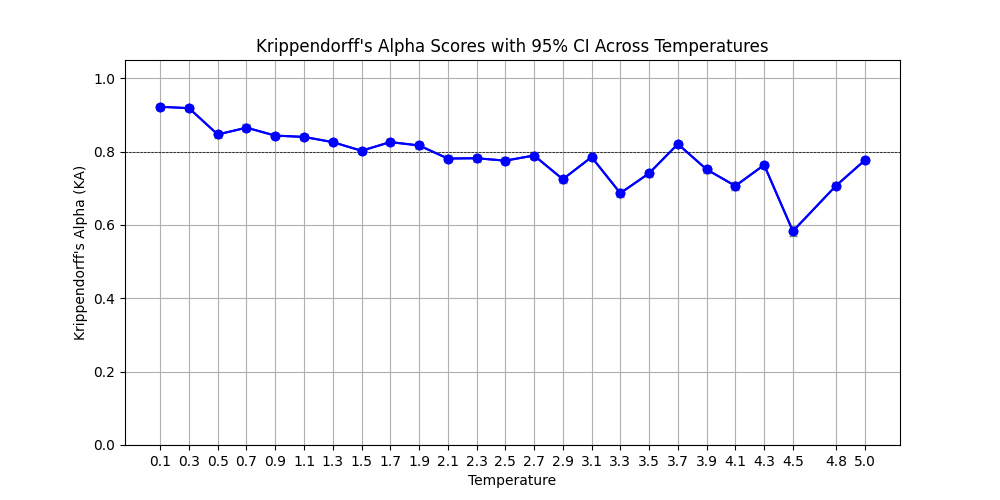 Krippendorff's Alpha Scores with 95% CI Across Temperatures
Krippendorff's Alpha (KA)
1.0
0.8
0.6
0.4
0.2
0.0
0.1 0.3 0.5 0.7 0.9 1.1 1.3 1.5 1.7 1.9 2.1 2.3 2.5 2.7 2.9 3.1 3.3 3.5 3.7 3.9 4.1 4.3 4.5 4.8 5.0
Temperature